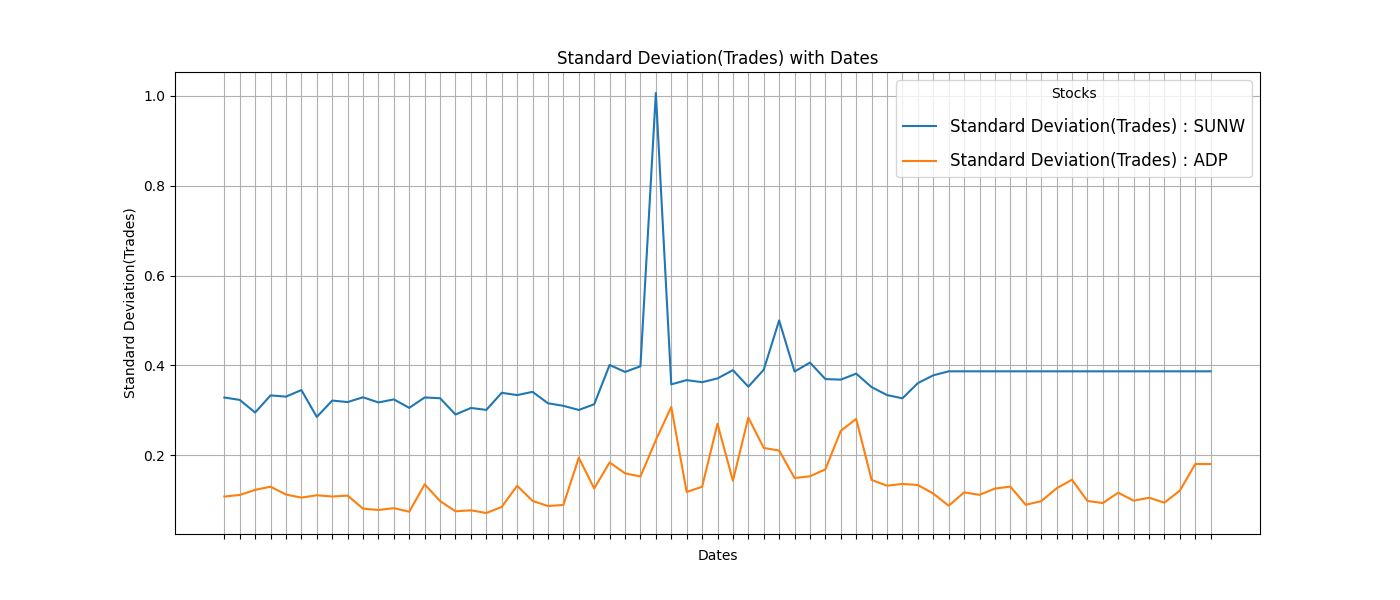 Standard Deviation(Trades) with Dates
Stocks
Standard Deviation(Trades) : SUNW
Standard Deviation(Trades) : ADP
1.0
0.8
0.6
0.4
0.2
Standard Deviation(Trades)
Dates